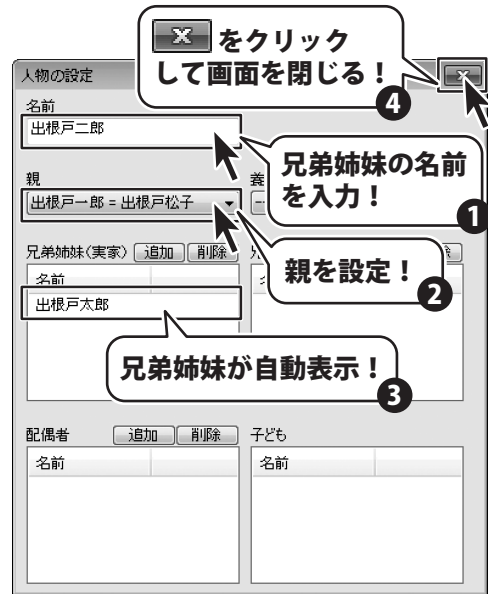 x をクリック
して画面を閉じる！
4
人物の設定
x
名前
出根戸二郎
兄弟姉妹の名前
を入力！
1
親
養
出根戸一郎 = 出根戸松子
親を設定！
2
兄弟姉妹(実家) 追加 削除
名前
出根戸太郎
兄弟姉妹が自動表示！
3
配偶者 追加 削除 子ども
名前 名前